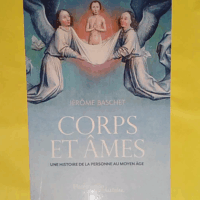 JÉRÔME BASCHET
CORPS
ET ÂMES
UNE HISTOIRE DE LA PERSONNE AU MOYEN ÂGE